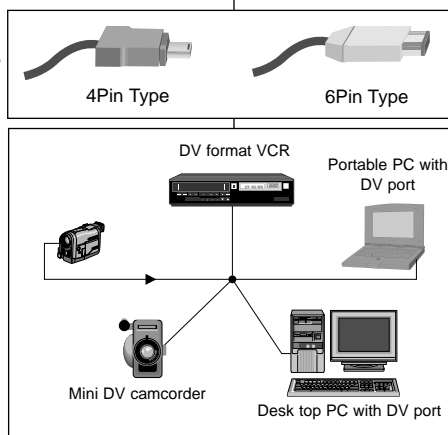 4Pin Type
6Pin Type
DV format VCR
Portable PC with
DV port
Mini DV camcorder
Desk top PC with DV port